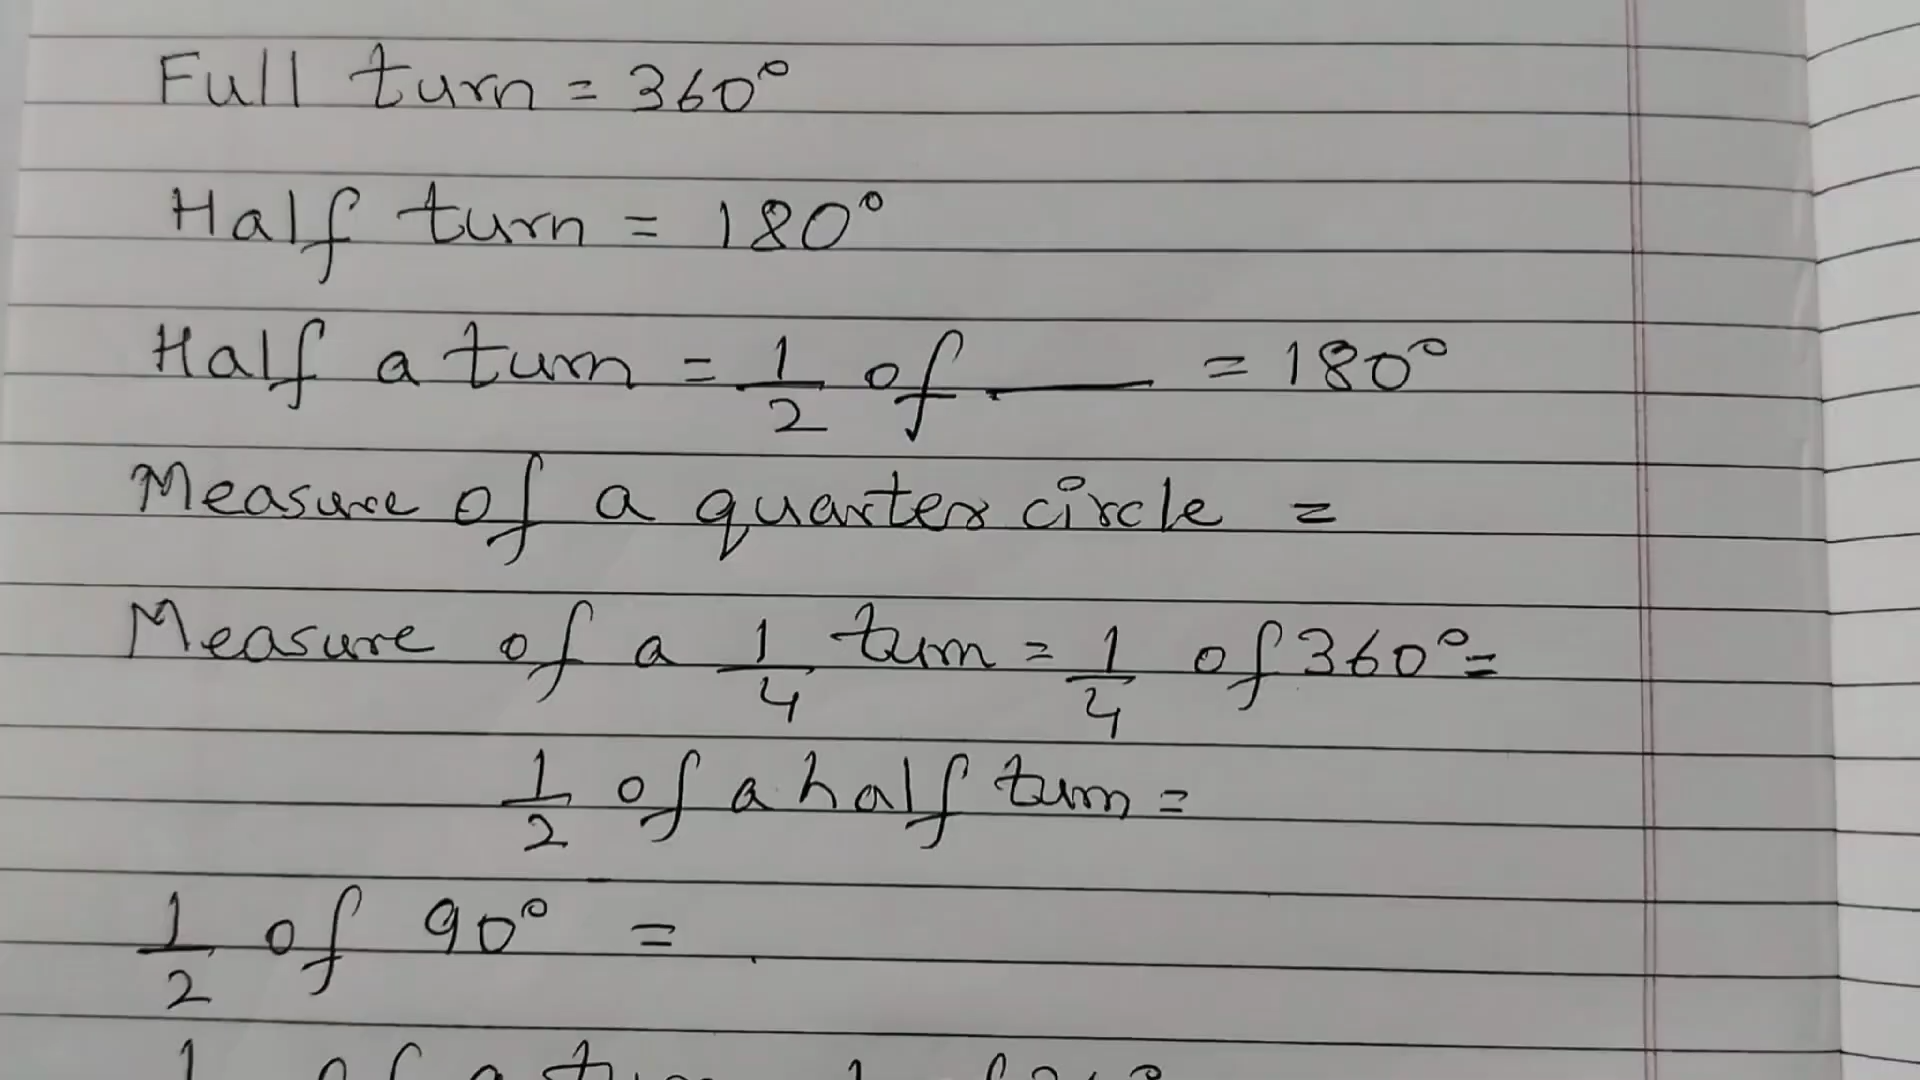 Full turn = 360°
Half turn = 180°
Half a turn = 1/2 of ____ = 180°
Measure of a quarter circle =
Measure of a 1/4 turn = 1/4 of 360° =
1/2 of a half turn =
1/2 of 90° =